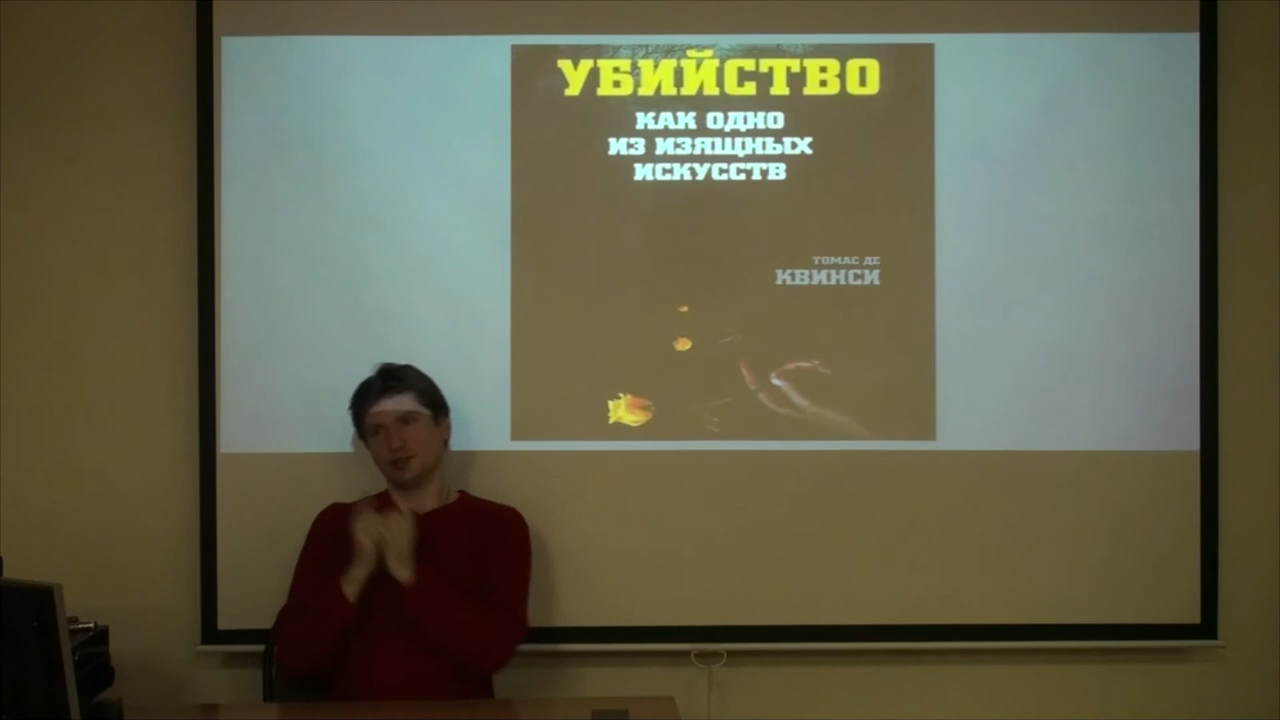 УБИЙСТВО
КАК ОДНО
ИЗ ИЗЯЩНЫХ
ИСКУССТВ
ТОМАС ДЕ
КВИНСИ